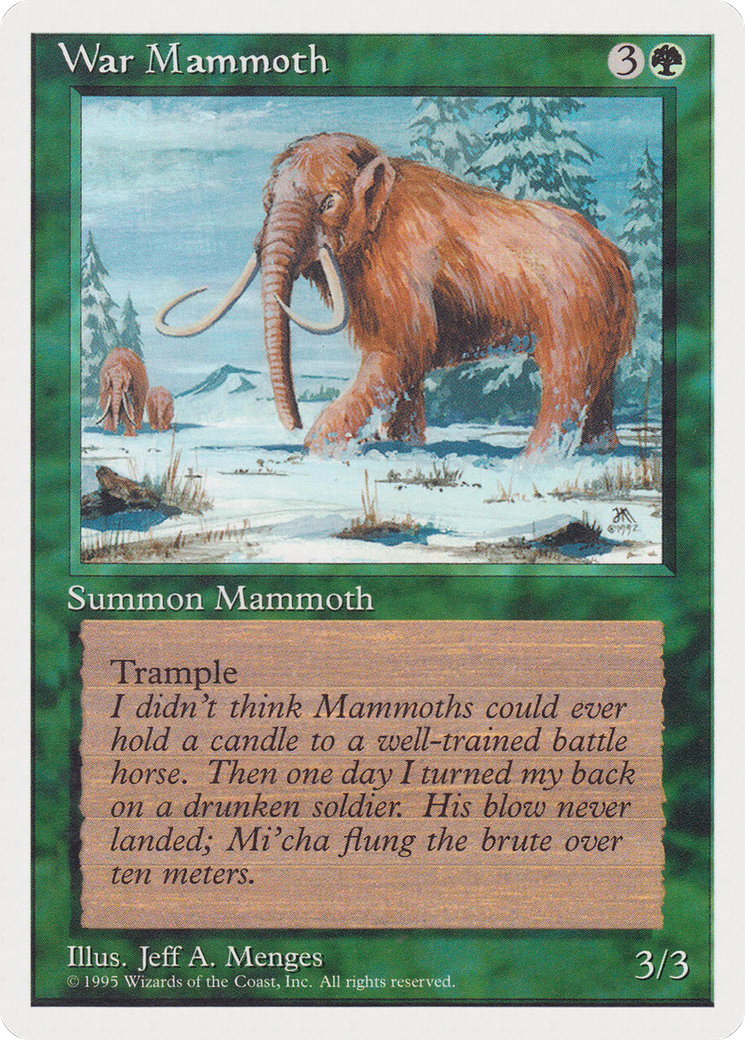 War Mammoth
3
Summon Mammoth
Trample
I didn't think Mammoths could ever
hold a candle to a well-trained battle
horse.  Then one day I turned my back
on a drunken soldier.  His blow never
landed; Mi'cha flung the brute over
ten meters.
Illus. Jeff A. Menges
3/3
© 1995 Wizards of the Coast, Inc.  All rights reserved.